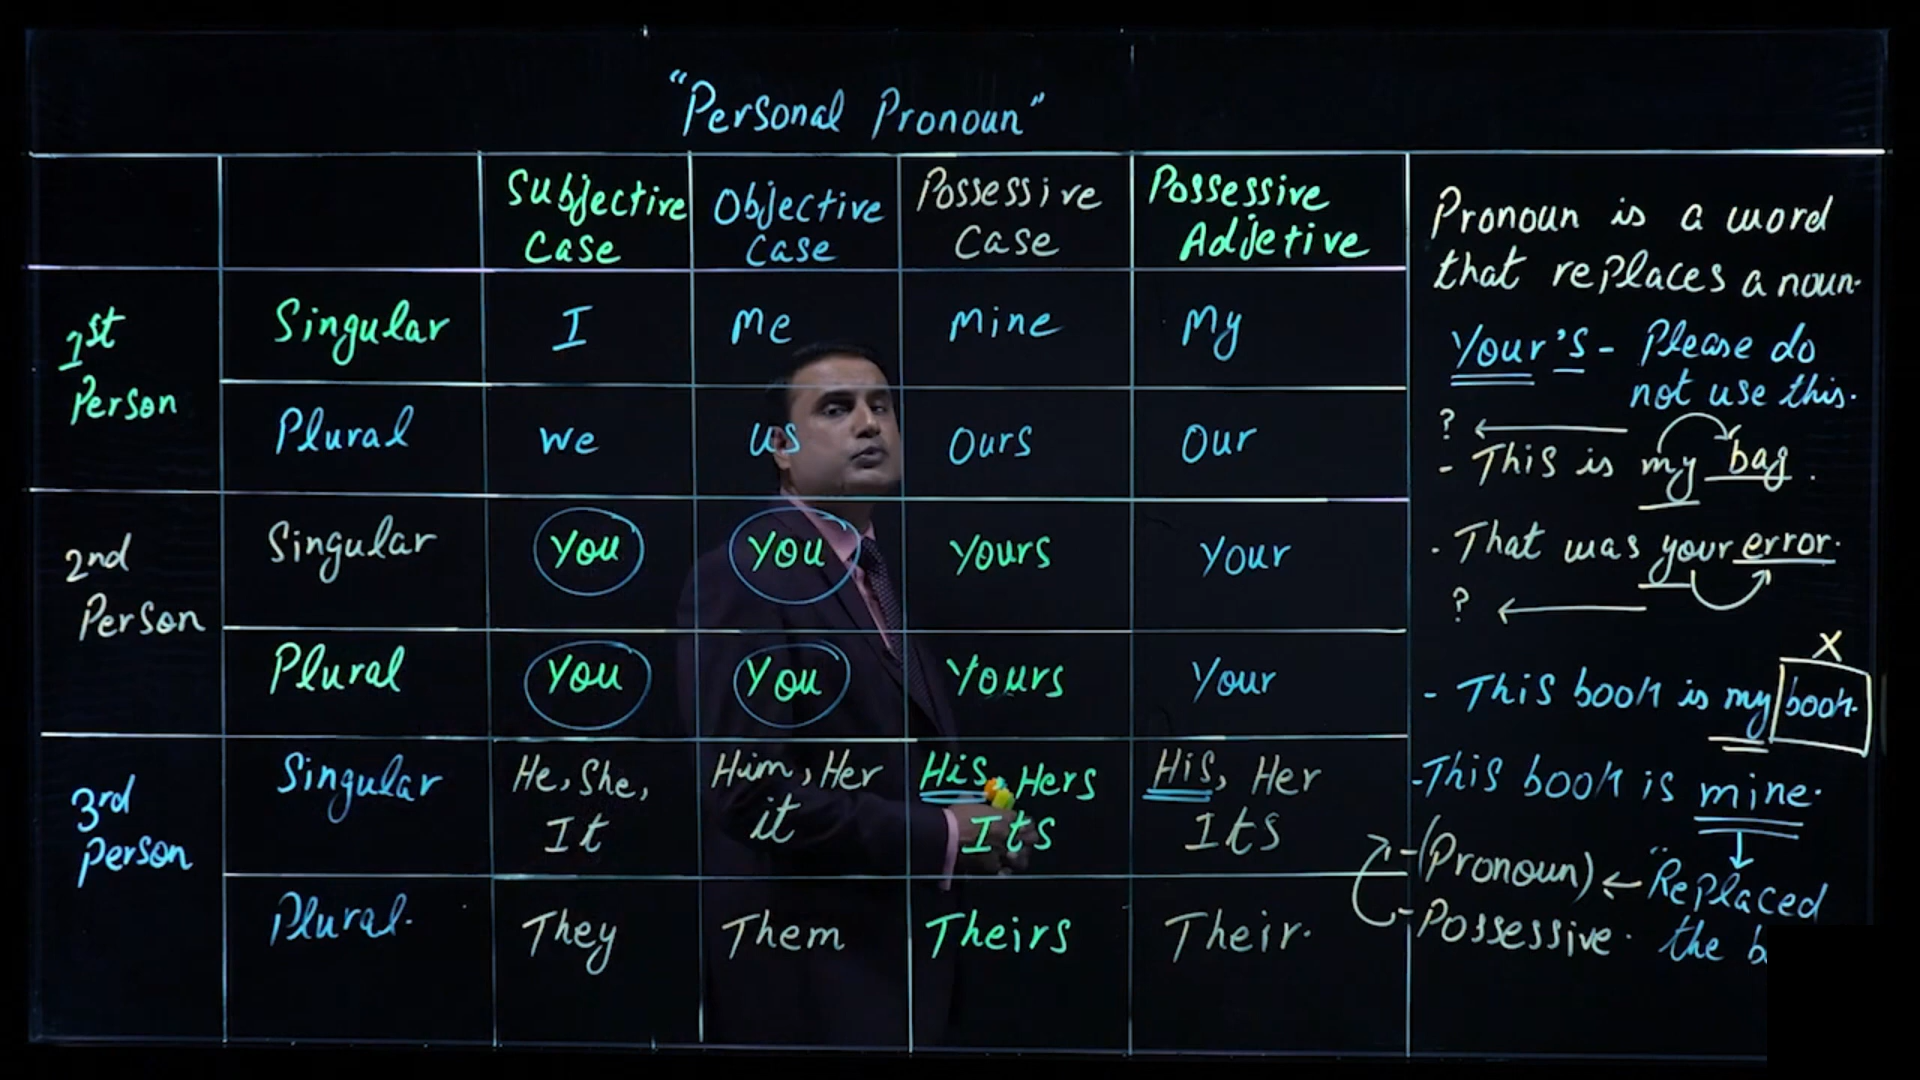 "Personal Pronoun"
Subjective Case
Objective Case
Possessive Case
Possessive Adjetive
1st Person
Singular I Me Mine My
Plural We Us Ours Our
2nd Person
Singular You You Yours Your
Plural You You Yours Your
3rd Person
Singular He, She, It Him, Her it His, Hers Its His, Her Its
Plural. They Them Theirs Their.
Pronoun is a word
that replaces a noun.
Your's - Please do
not use this.
?
- This is my bag.
- That was your error.
?
X
- This book is my book.
- This book is mine.
- (Pronoun) ← "Replaced
- Possessive. the